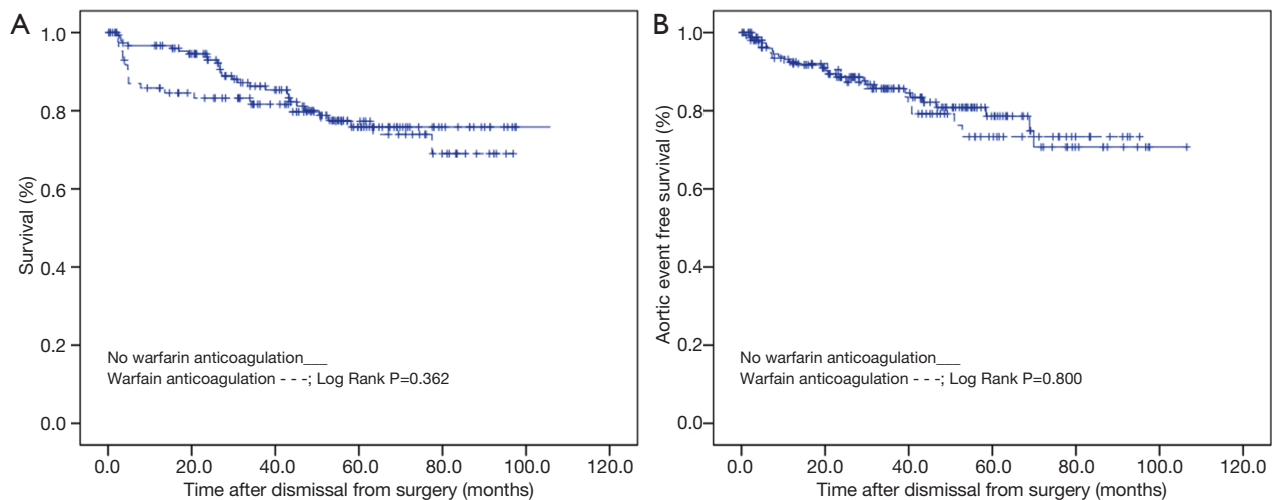 A
1.0
0.8
0.6
0.4
0.2
0.0
Survival (%)
No warfarin anticoagulation___
Warfain anticoagulation - - -; Log Rank P=0.362
0.0 20.0 40.0 60.0 80.0 100.0 120.0
Time after dismissal from surgery (months)
B
1.0
0.8
0.6
0.4
0.2
0.0
Aortic event free survival (%)
No warfarin anticoagulation___
Warfain anticoagulation - - -; Log Rank P=0.800
0.0 20.0 40.0 60.0 80.0 100.0 120.0
Time after dismissal from surgery (months)